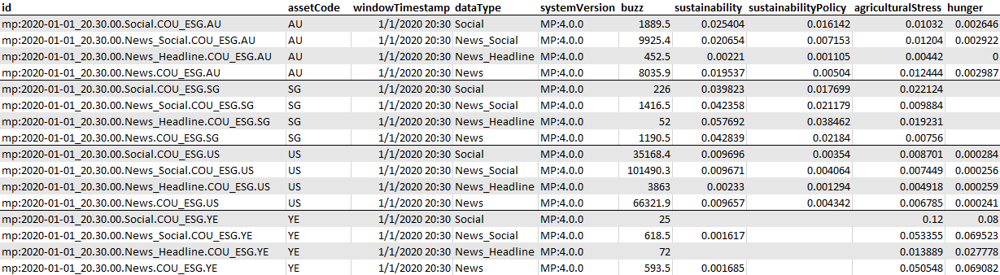 id assetCode windowTimestamp dataType systemVersion buzz sustainability sustainabilityPolicy agriculturalStress hunger
mp:2020-01-01_20.30.00.Social.COU_ESG.AU AU 1/1/2020 20:30 Social MP:4.0.0 1889.5 0.025404 0.016142 0.01032 0.002646
mp:2020-01-01_20.30.00.News_Social.COU_ESG.AU AU 1/1/2020 20:30 News_Social MP:4.0.0 9925.4 0.020654 0.007153 0.01204 0.002922
mp:2020-01-01_20.30.00.News_Headline.COU_ESG.AU AU 1/1/2020 20:30 News_Headline MP:4.0.0 452.5 0.00221 0.001105 0.00442 0
mp:2020-01-01_20.30.00.News.COU_ESG.AU AU 1/1/2020 20:30 News MP:4.0.0 8035.9 0.019537 0.00504 0.012444 0.002987
mp:2020-01-01_20.30.00.Social.COU_ESG.SG SG 1/1/2020 20:30 Social MP:4.0.0 226 0.039823 0.017699 0.022124
mp:2020-01-01_20.30.00.News_Social.COU_ESG.SG SG 1/1/2020 20:30 News_Social MP:4.0.0 1416.5 0.042358 0.021179 0.009884
mp:2020-01-01_20.30.00.News_Headline.COU_ESG.SG SG 1/1/2020 20:30 News_Headline MP:4.0.0 52 0.057692 0.038462 0.019231
mp:2020-01-01_20.30.00.News.COU_ESG.SG SG 1/1/2020 20:30 News MP:4.0.0 1190.5 0.042839 0.02184 0.00756
mp:2020-01-01_20.30.00.Social.COU_ESG.US US 1/1/2020 20:30 Social MP:4.0.0 35168.4 0.009696 0.00354 0.008701 0.000284
mp:2020-01-01_20.30.00.News_Social.COU_ESG.US US 1/1/2020 20:30 News_Social MP:4.0.0 101490.3 0.009671 0.004064 0.007449 0.000256
mp:2020-01-01_20.30.00.News_Headline.COU_ESG.US US 1/1/2020 20:30 News_Headline MP:4.0.0 3863 0.00233 0.001294 0.004918 0.000259
mp:2020-01-01_20.30.00.News.COU_ESG.US US 1/1/2020 20:30 News MP:4.0.0 66321.9 0.009657 0.004342 0.006785 0.000241
mp:2020-01-01_20.30.00.Social.COU_ESG.YE YE 1/1/2020 20:30 Social MP:4.0.0 25 0.12 0.08
mp:2020-01-01_20.30.00.News_Social.COU_ESG.YE YE 1/1/2020 20:30 News_Social MP:4.0.0 618.5 0.001617 0.053355 0.069523
mp:2020-01-01_20.30.00.News_Headline.COU_ESG.YE YE 1/1/2020 20:30 News_Headline MP:4.0.0 72 0.013889 0.027778
mp:2020-01-01_20.30.00.News.COU_ESG.YE YE 1/1/2020 20:30 News MP:4.0.0 593.5 0.001685 0.050548 0.069082